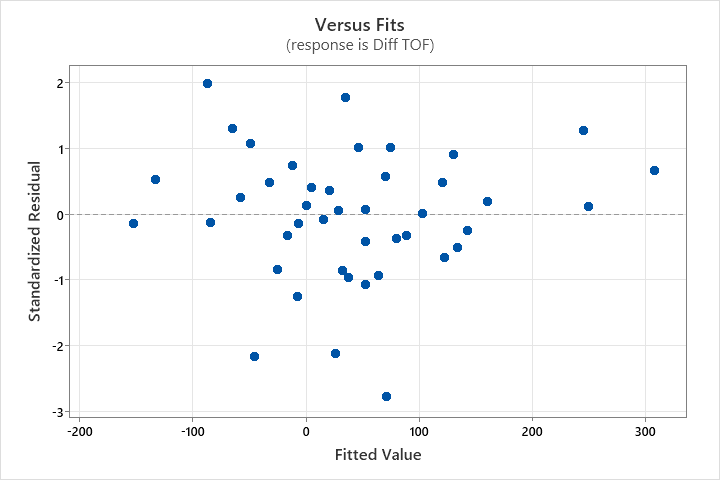 Versus Fits
(response is Diff TOF)
2
1
0
-1
-2
-3
Standardized Residual
-200 -100 0 100 200 300
Fitted Value